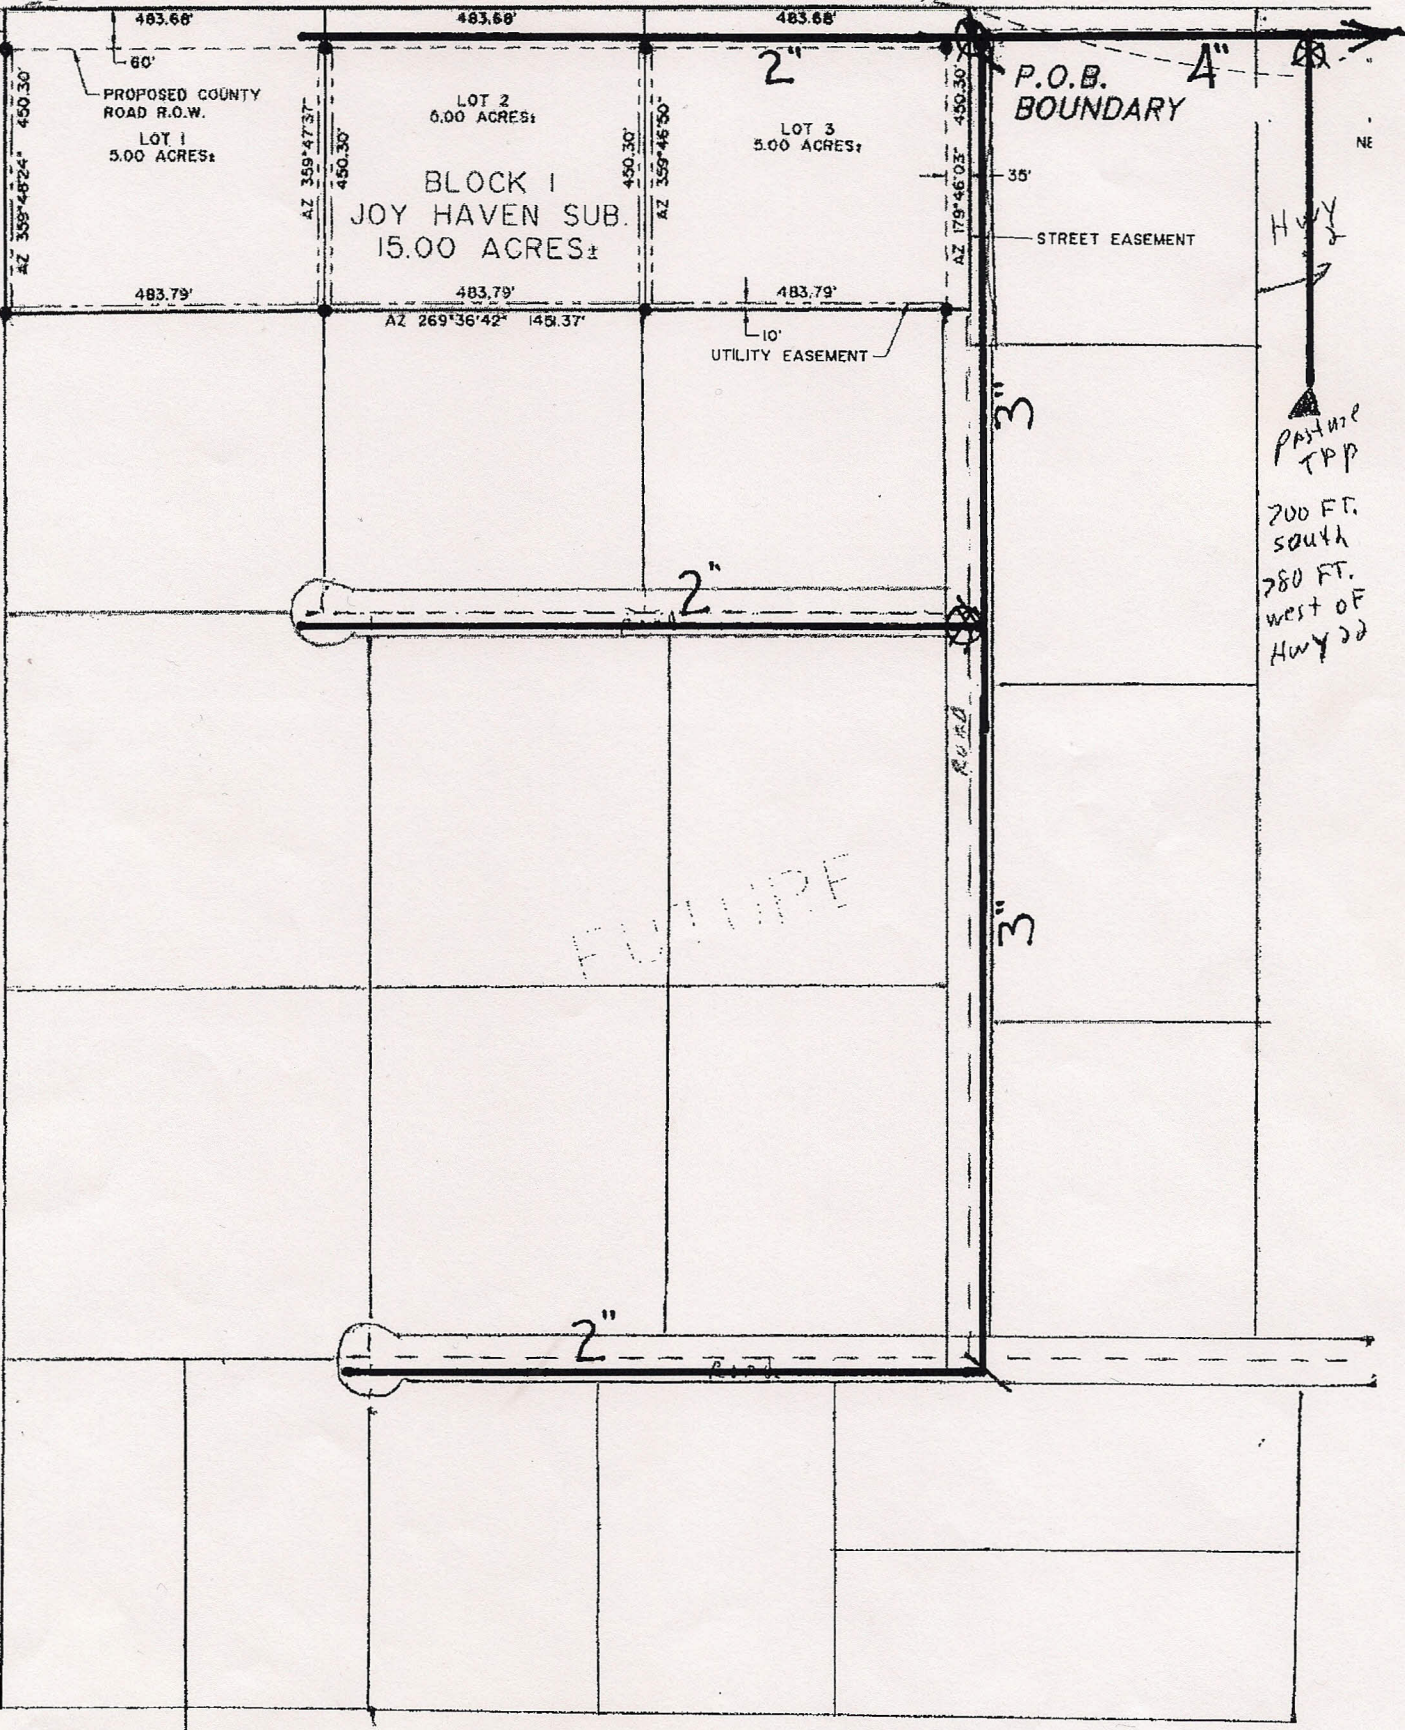 483.68'
483.68'
483.68'
60'
PROPOSED COUNTY
ROAD R.O.W.
LOT 1
5.00 ACRES±
AZ 359°48'24" 450.30'
AZ 359°47'37"
450.30'
LOT 2
5.00 ACRES±
BLOCK 1
JOY HAVEN SUB.
15.00 ACRES±
450.30'
AZ 359°46'50"
2"
LOT 3
5.00 ACRES±
AZ 179°46'03" 450.30'
P.O.B.
BOUNDARY
4"
NE
35'
STREET EASEMENT
HWY
483.79'
483.79'
483.79'
AZ 269°36'42" 1451.37'
10'
UTILITY EASEMENT
3"
Pasture
TPP
700 FT.
south
780 FT.
west OF
Hwy 22
2"
Road
ROAD
FUTURE
3"
2"
Road